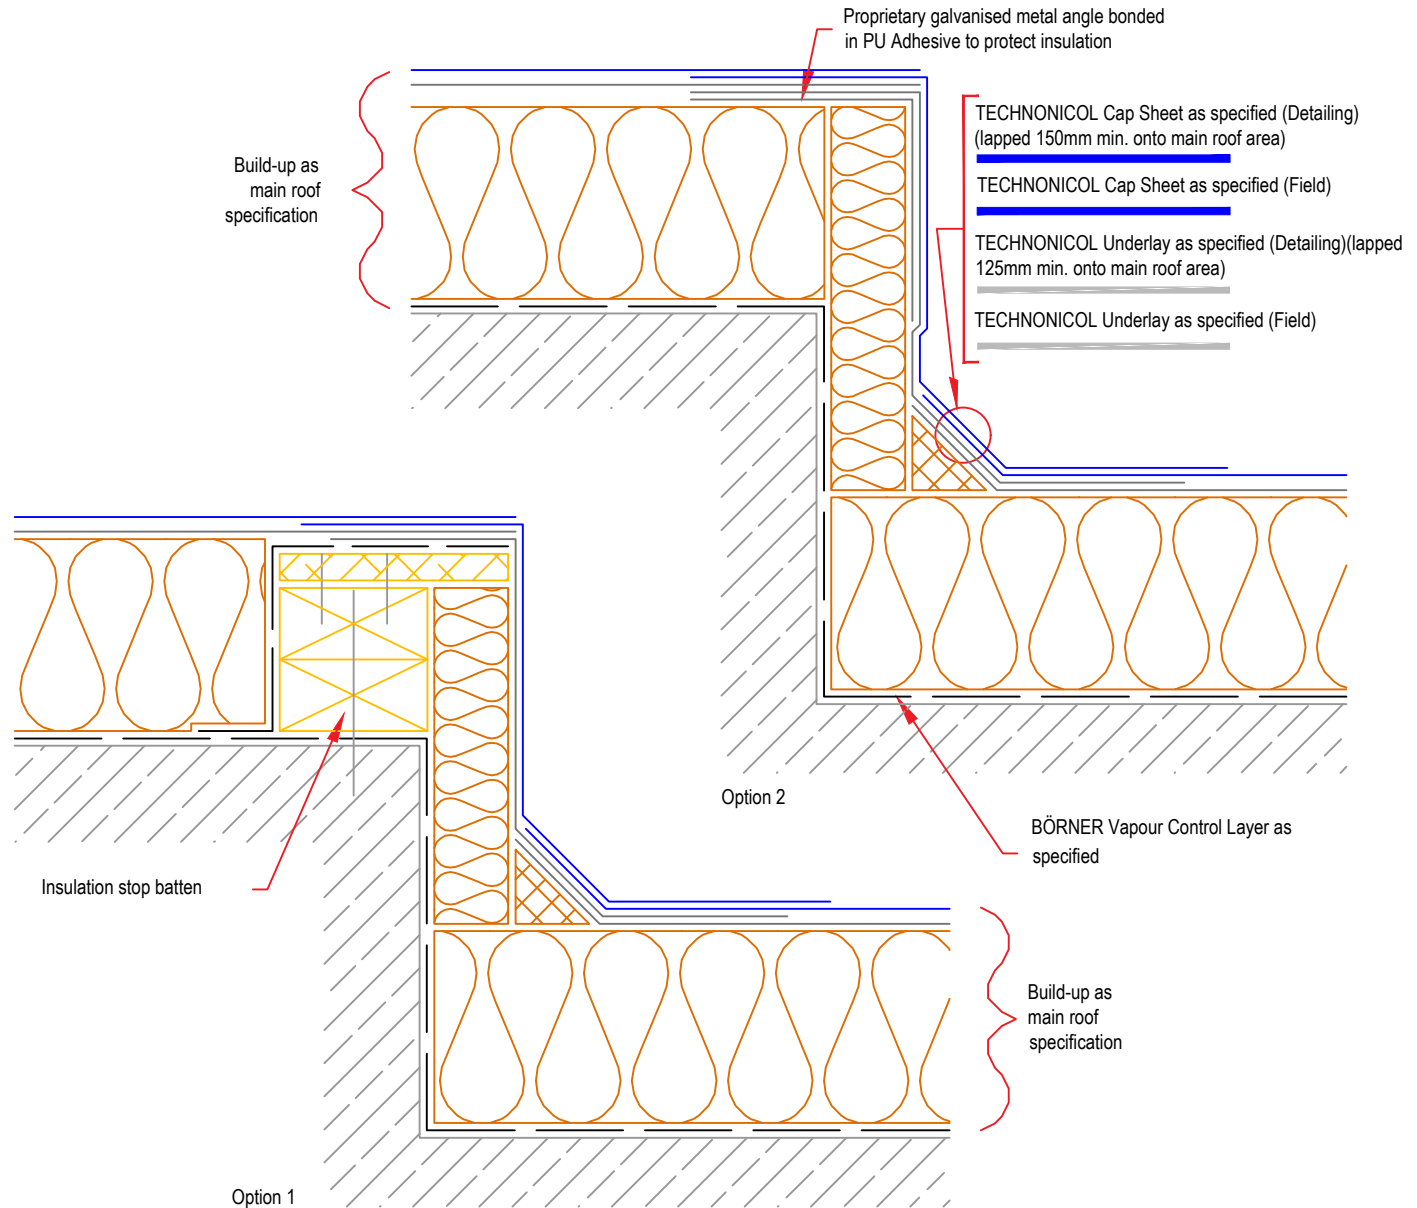 Proprietary galvanised metal angle bonded
in PU Adhesive to protect insulation
TECHNONICOL Cap Sheet as specified (Detailing)
(lapped 150mm min. onto main roof area)
TECHNONICOL Cap Sheet as specified (Field)
TECHNONICOL Underlay as specified (Detailing)(lapped
125mm min. onto main roof area)
TECHNONICOL Underlay as specified (Field)
Build-up as
main roof
specification
Option 2
BÖRNER Vapour Control Layer as
specified
Insulation stop batten
Build-up as
main roof
specification
Option 1